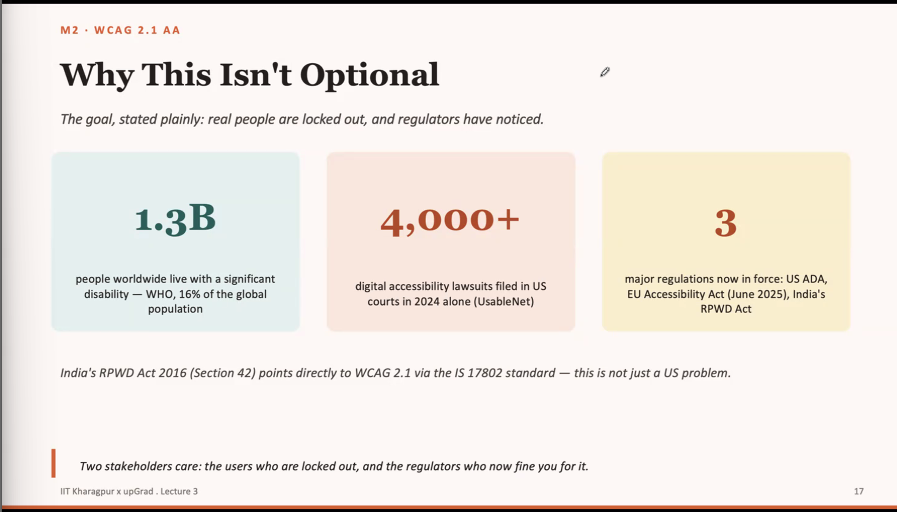 M2 · WCAG 2.1 AA
Why This Isn't Optional
The goal, stated plainly: real people are locked out, and regulators have noticed.
1.3B
people worldwide live with a significant
disability — WHO, 16% of the global
population
4,000+
digital accessibility lawsuits filed in US
courts in 2024 alone (UsableNet)
3
major regulations now in force: US ADA,
EU Accessibility Act (June 2025), India's
RPWD Act
India's RPWD Act 2016 (Section 42) points directly to WCAG 2.1 via the IS 17802 standard — this is not just a US problem.
Two stakeholders care: the users who are locked out, and the regulators who now fine you for it.
IIT Kharagpur x upGrad . Lecture 3
17